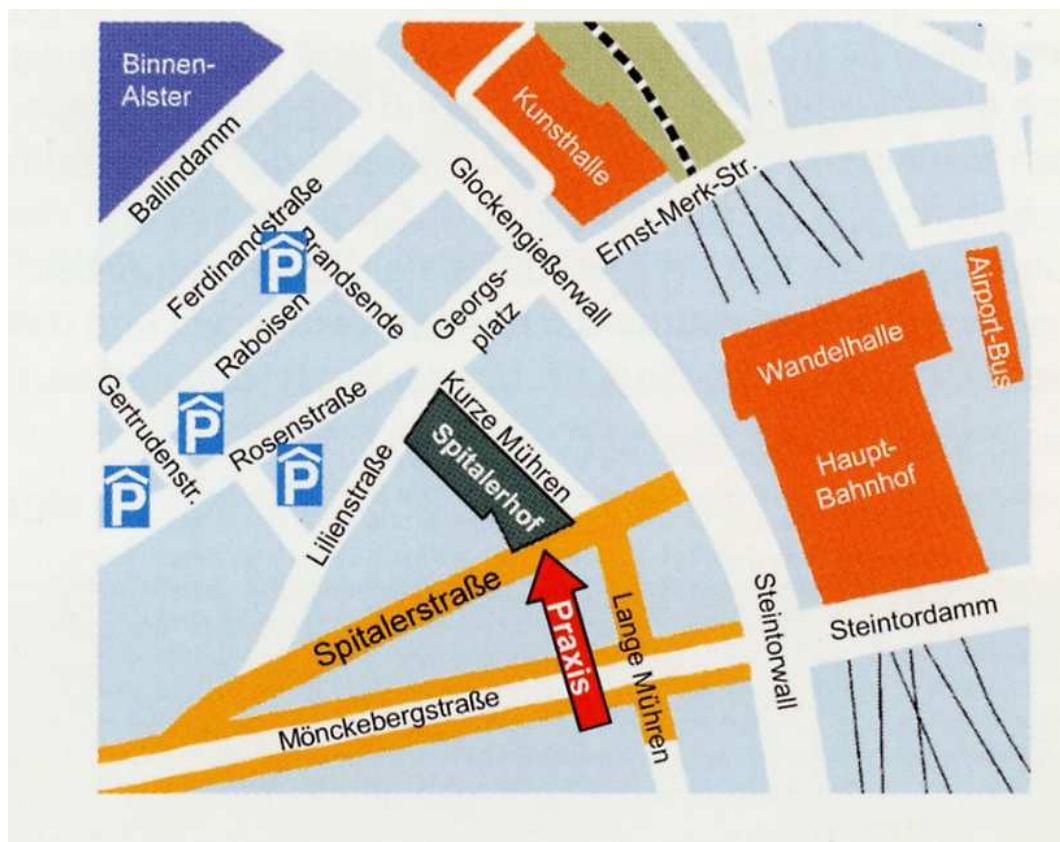 Binnen-
Alster
Ballindamm
Kunsthalle
Glockengießerwall
Ernst-Merk-Str.
Ferdinandstraße
Brandsende
P
Raboisen
Georgs-
platz
Airport-Bus
Wandelhalle
Gertrudenstr.
P
Rosenstraße
P
P
Kurze Mühren
Spitalerhof
Lilienstraße
Haupt-
Bahnhof
Spitalerstraße
Praxis
Lange Mühren
Steintorwall
Steintordamm
Mönckebergstraße